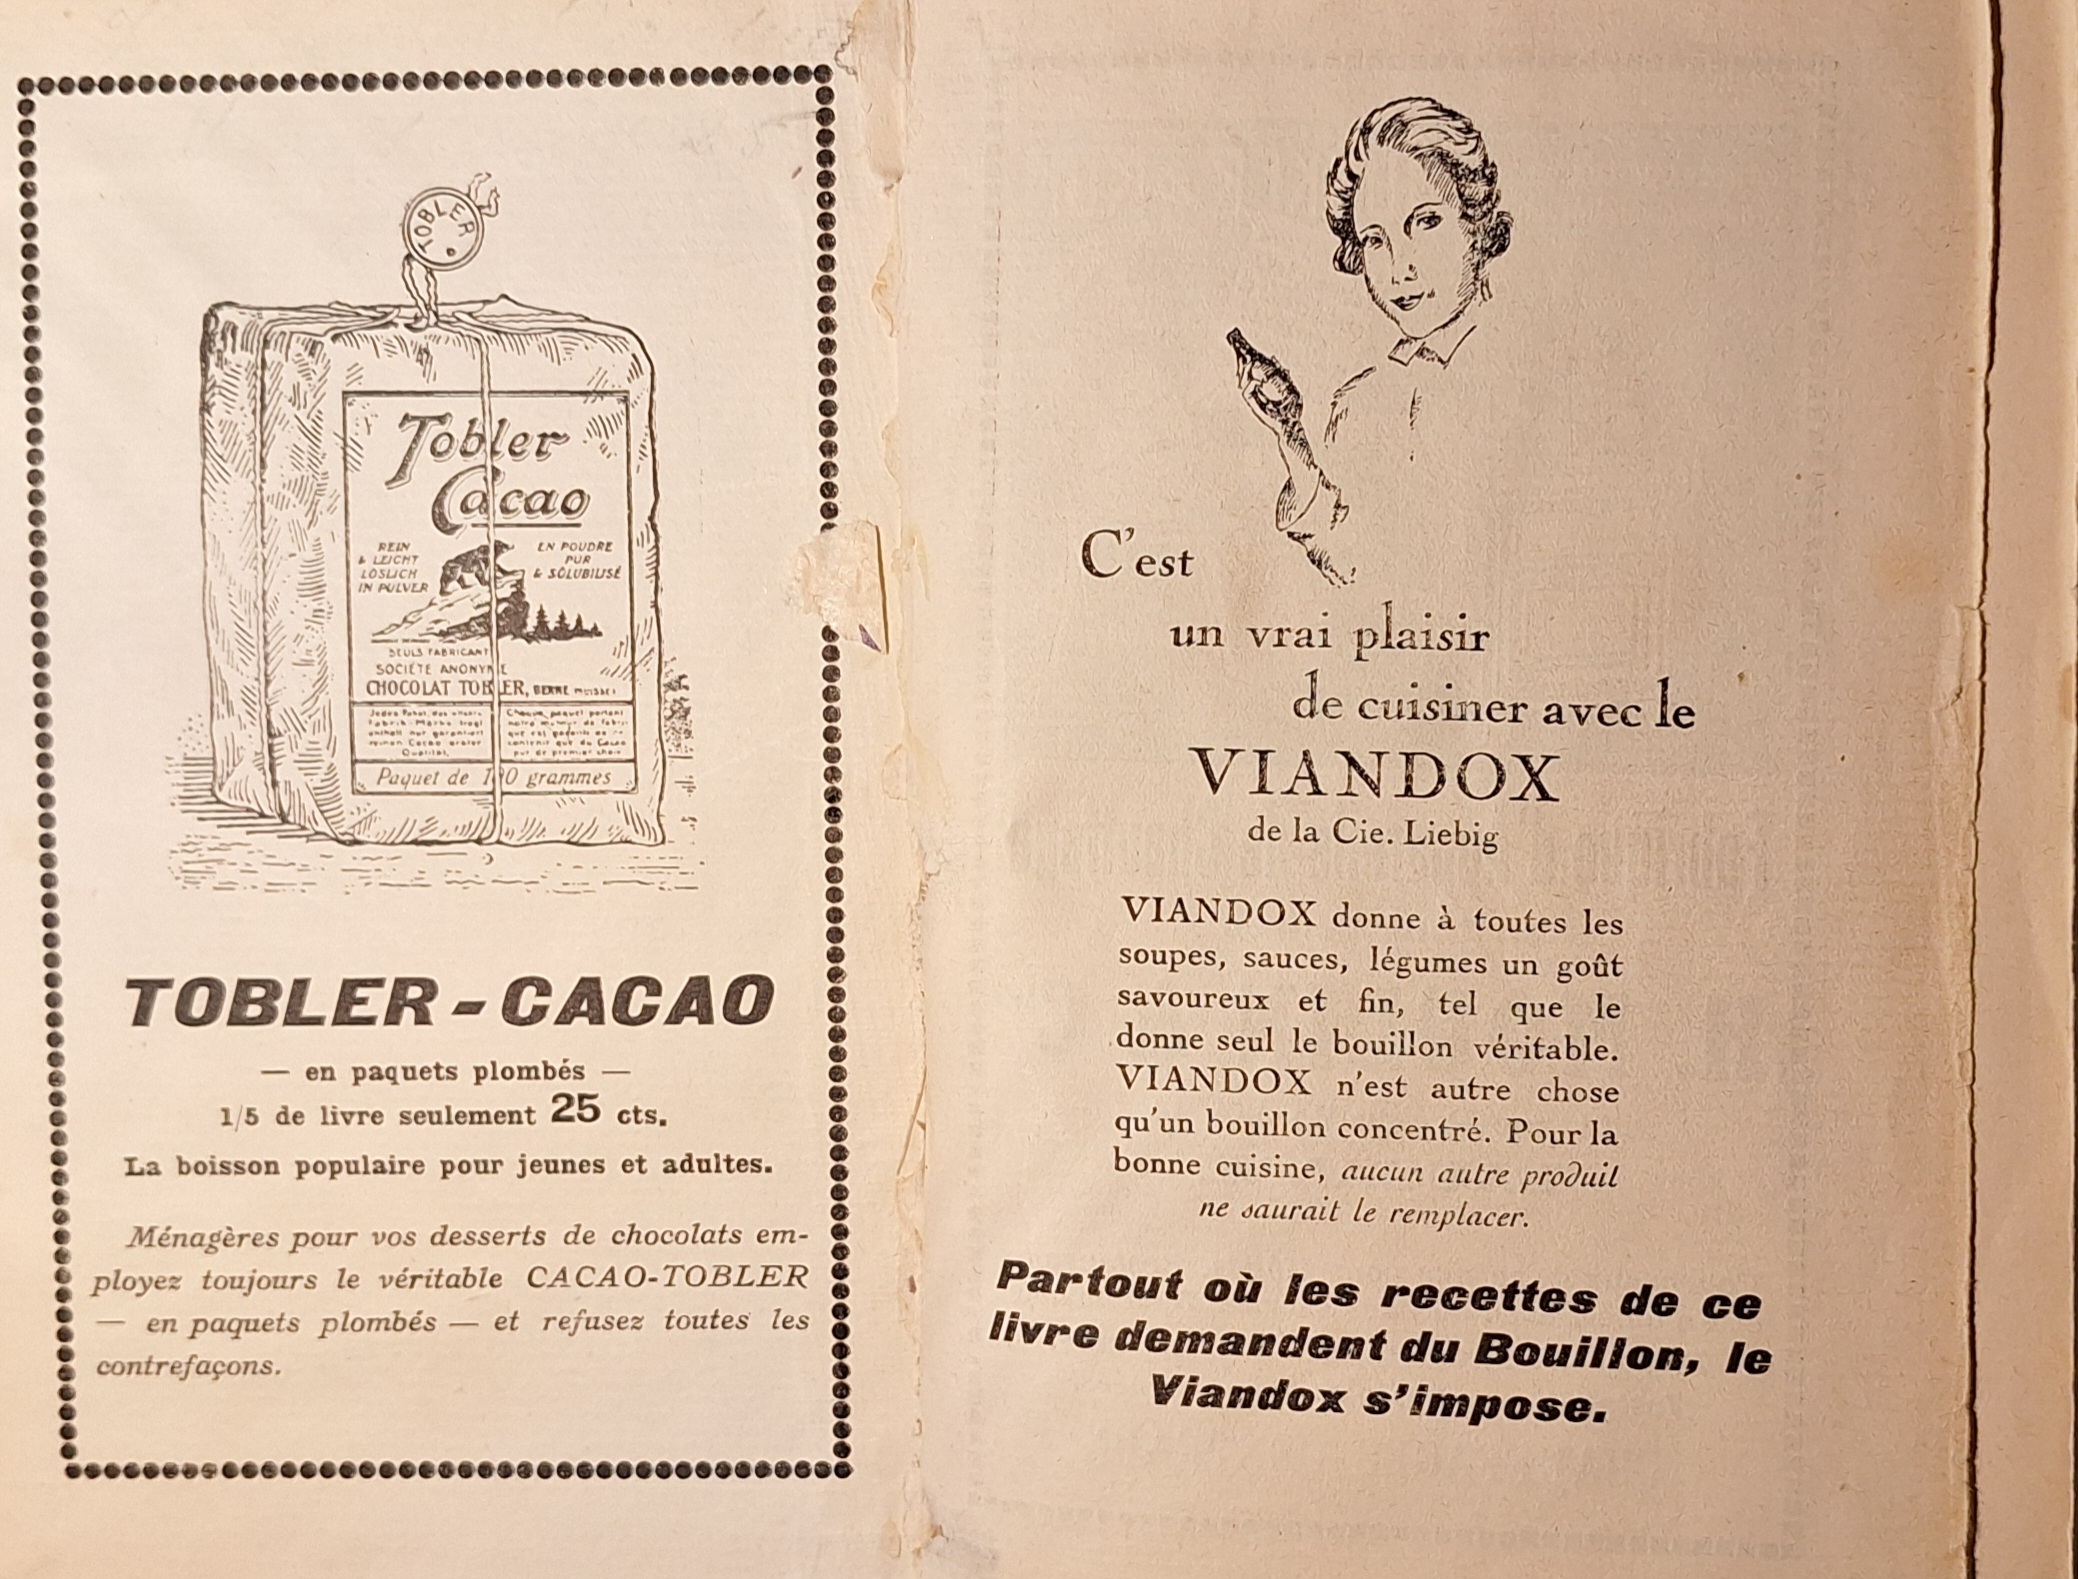 TOBLER
Tobler
Cacao
REIN
& LEICHT
LÖSLICH
IN PULVER
EN POUDRE
PUR
& SOLUBILISÉ
SEULS FABRICANT
SOCIÉTÉ ANONYME
CHOCOLAT TOBLER, BERNE
Paquet de 100 grammes
TOBLER - CACAO
— en paquets plombés —
1/5 de livre seulement 25 cts.
La boisson populaire pour jeunes et adultes.
Ménagères pour vos desserts de chocolats em-
ployez toujours le véritable CACAO-TOBLER
— en paquets plombés — et refusez toutes les
contrefaçons.
C'est
un vrai plaisir
de cuisiner avec le
VIANDOX
de la Cie. Liebig
VIANDOX donne à toutes les
soupes, sauces, légumes un goût
savoureux et fin, tel que le
donne seul le bouillon véritable.
VIANDOX n'est autre chose
qu'un bouillon concentré. Pour la
bonne cuisine, aucun autre produit
ne saurait le remplacer.
Partout où les recettes de ce
livre demandent du Bouillon, le
Viandox s'impose.